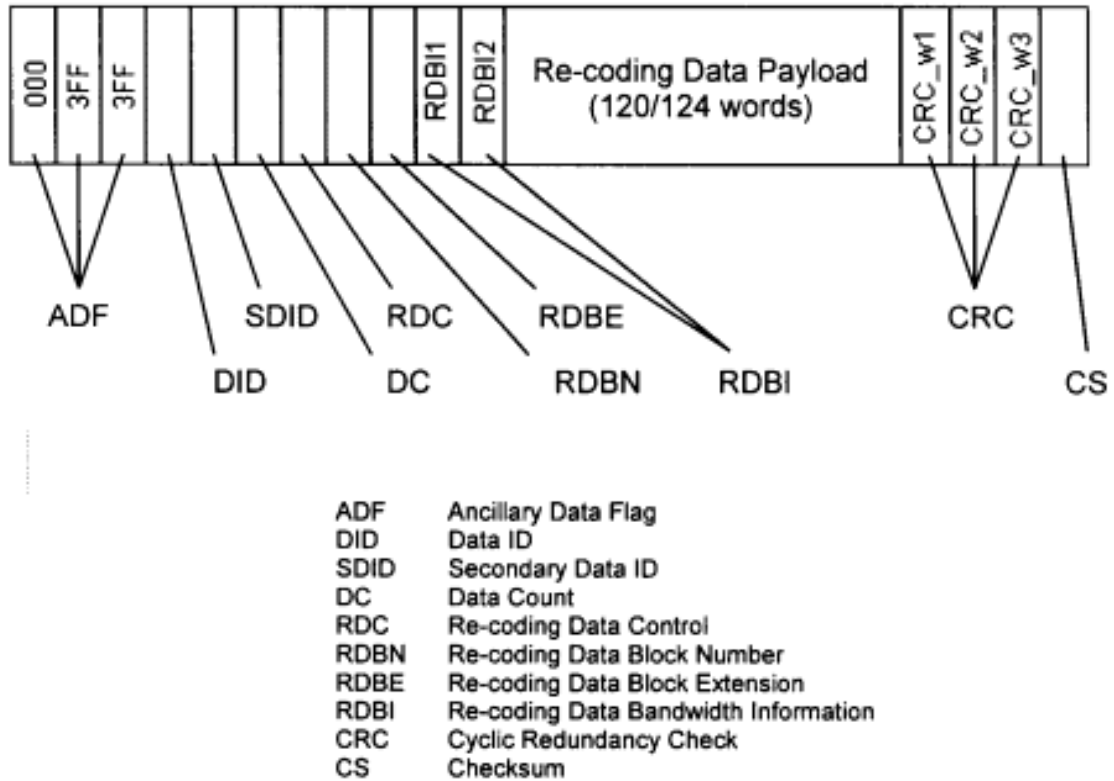 000 3FF 3FF RDBI1 RDBI2 Re-coding Data Payload CRC_w1 CRC_w2 CRC_w3
(120/124 words)
ADF SDID RDC RDBE CRC
DID DC RDBN RDBI CS
ADF Ancillary Data Flag
DID Data ID
SDID Secondary Data ID
DC Data Count
RDC Re-coding Data Control
RDBN Re-coding Data Block Number
RDBE Re-coding Data Block Extension
RDBI Re-coding Data Bandwidth Information
CRC Cyclic Redundancy Check
CS Checksum